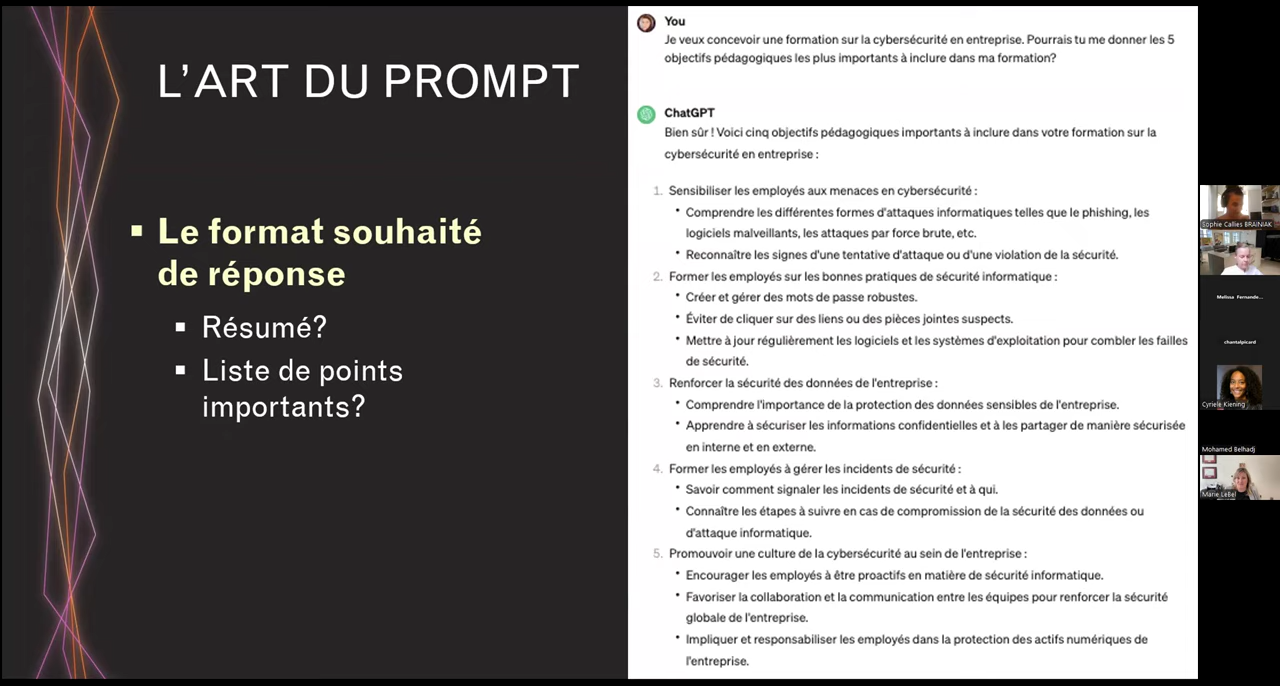 L'ART DU PROMPT
Le format souhaité
de réponse
Résumé?
Liste de points
importants?
You
Je veux concevoir une formation sur la cybersécurité en entreprise. Pourrais tu me donner les 5
objectifs pédagogiques les plus importants à inclure dans ma formation?
ChatGPT
Bien sûr ! Voici cinq objectifs pédagogiques importants à inclure dans votre formation sur la
cybersécurité en entreprise :
1. Sensibiliser les employés aux menaces en cybersécurité :
• Comprendre les différentes formes d'attaques informatiques telles que le phishing, les
logiciels malveillants, les attaques par force brute, etc.
• Reconnaître les signes d'une tentative d'attaque ou d'une violation de la sécurité.
2. Former les employés sur les bonnes pratiques de sécurité informatique :
• Créer et gérer des mots de passe robustes.
• Éviter de cliquer sur des liens ou des pièces jointes suspects.
• Mettre à jour régulièrement les logiciels et les systèmes d'exploitation pour combler les failles
de sécurité.
3. Renforcer la sécurité des données de l'entreprise :
• Comprendre l'importance de la protection des données sensibles de l'entreprise.
• Apprendre à sécuriser les informations confidentielles et à les partager de manière sécurisée
en interne et en externe.
4. Former les employés à gérer les incidents de sécurité :
• Savoir comment signaler les incidents de sécurité et à qui.
• Connaître les étapes à suivre en cas de compromission de la sécurité des données ou
d'attaque informatique.
5. Promouvoir une culture de la cybersécurité au sein de l'entreprise :
• Encourager les employés à être proactifs en matière de sécurité informatique.
• Favoriser la collaboration et la communication entre les équipes pour renforcer la sécurité
globale de l'entreprise.
• Impliquer et responsabiliser les employés dans la protection des actifs numériques de
l'entreprise.
Sophie Callies BRAINIAK
Melissa Fernande...
chantalpicard
Cyriele Kiening
Mohamed Belhadj
Marie LeBel